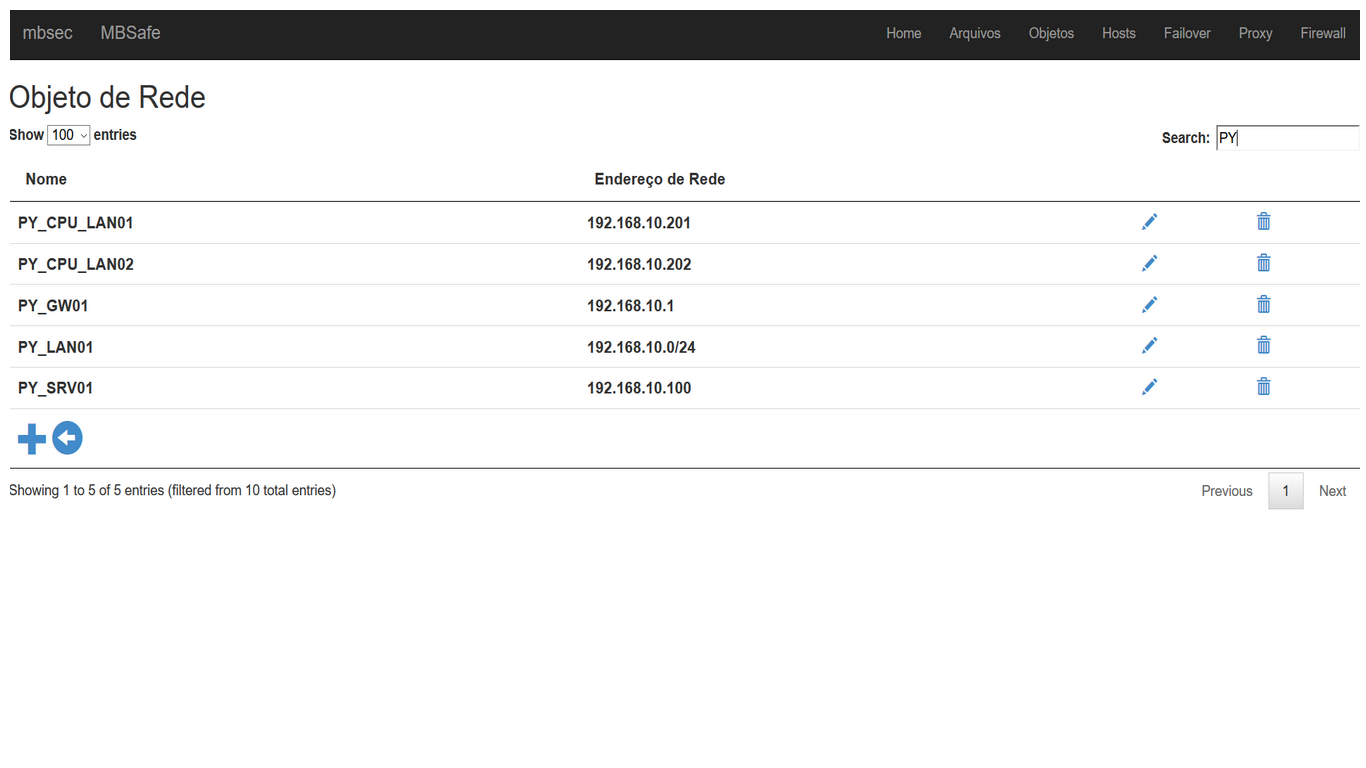 mbsec MBSafe Home Arquivos Objetos Hosts Failover Proxy Firewall
Objeto de Rede
Show 100 entries
Search: PY
Nome Endereço de Rede
PY_CPU_LAN01 192.168.10.201
PY_CPU_LAN02 192.168.10.202
PY_GW01 192.168.10.1
PY_LAN01 192.168.10.0/24
PY_SRV01 192.168.10.100
Showing 1 to 5 of 5 entries (filtered from 10 total entries)
Previous 1 Next